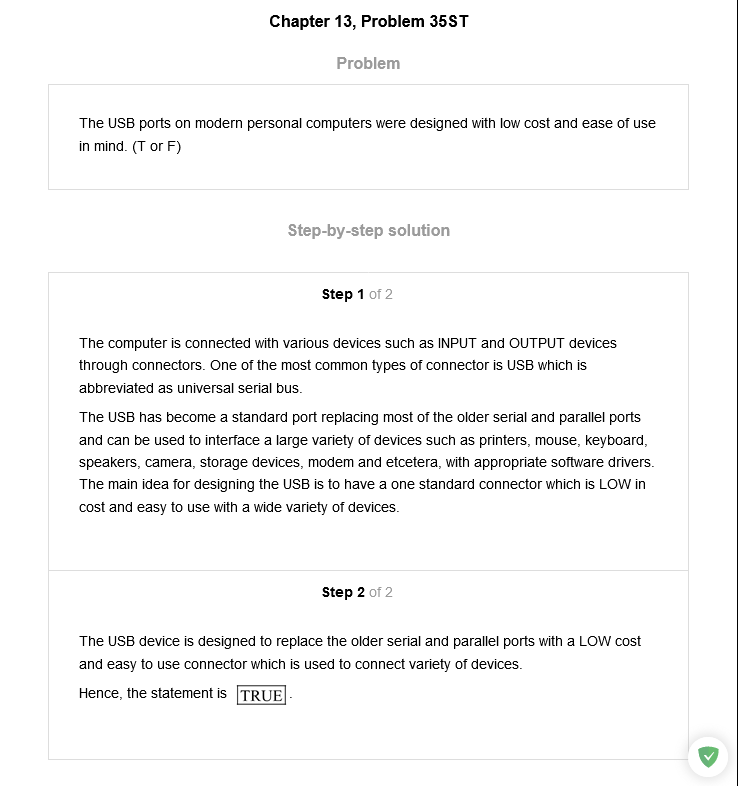 Chapter 13, Problem 35ST
Problem
The USB ports on modern personal computers were designed with low cost and ease of use
in mind. (T or F)
Step-by-step solution
Step 1 of 2
The computer is connected with various devices such as INPUT and OUTPUT devices
through connectors. One of the most common types of connector is USB which is
abbreviated as universal serial bus.
The USB has become a standard port replacing most of the older serial and parallel ports
and can be used to interface a large variety of devices such as printers, mouse, keyboard,
speakers, camera, storage devices, modem and etcetera, with appropriate software drivers.
The main idea for designing the USB is to have a one standard connector which is LOW in
cost and easy to use with a wide variety of devices.
Step 2 of 2
The USB device is designed to replace the older serial and parallel ports with a LOW cost
and easy to use connector which is used to connect variety of devices.
Hence, the statement is TRUE.